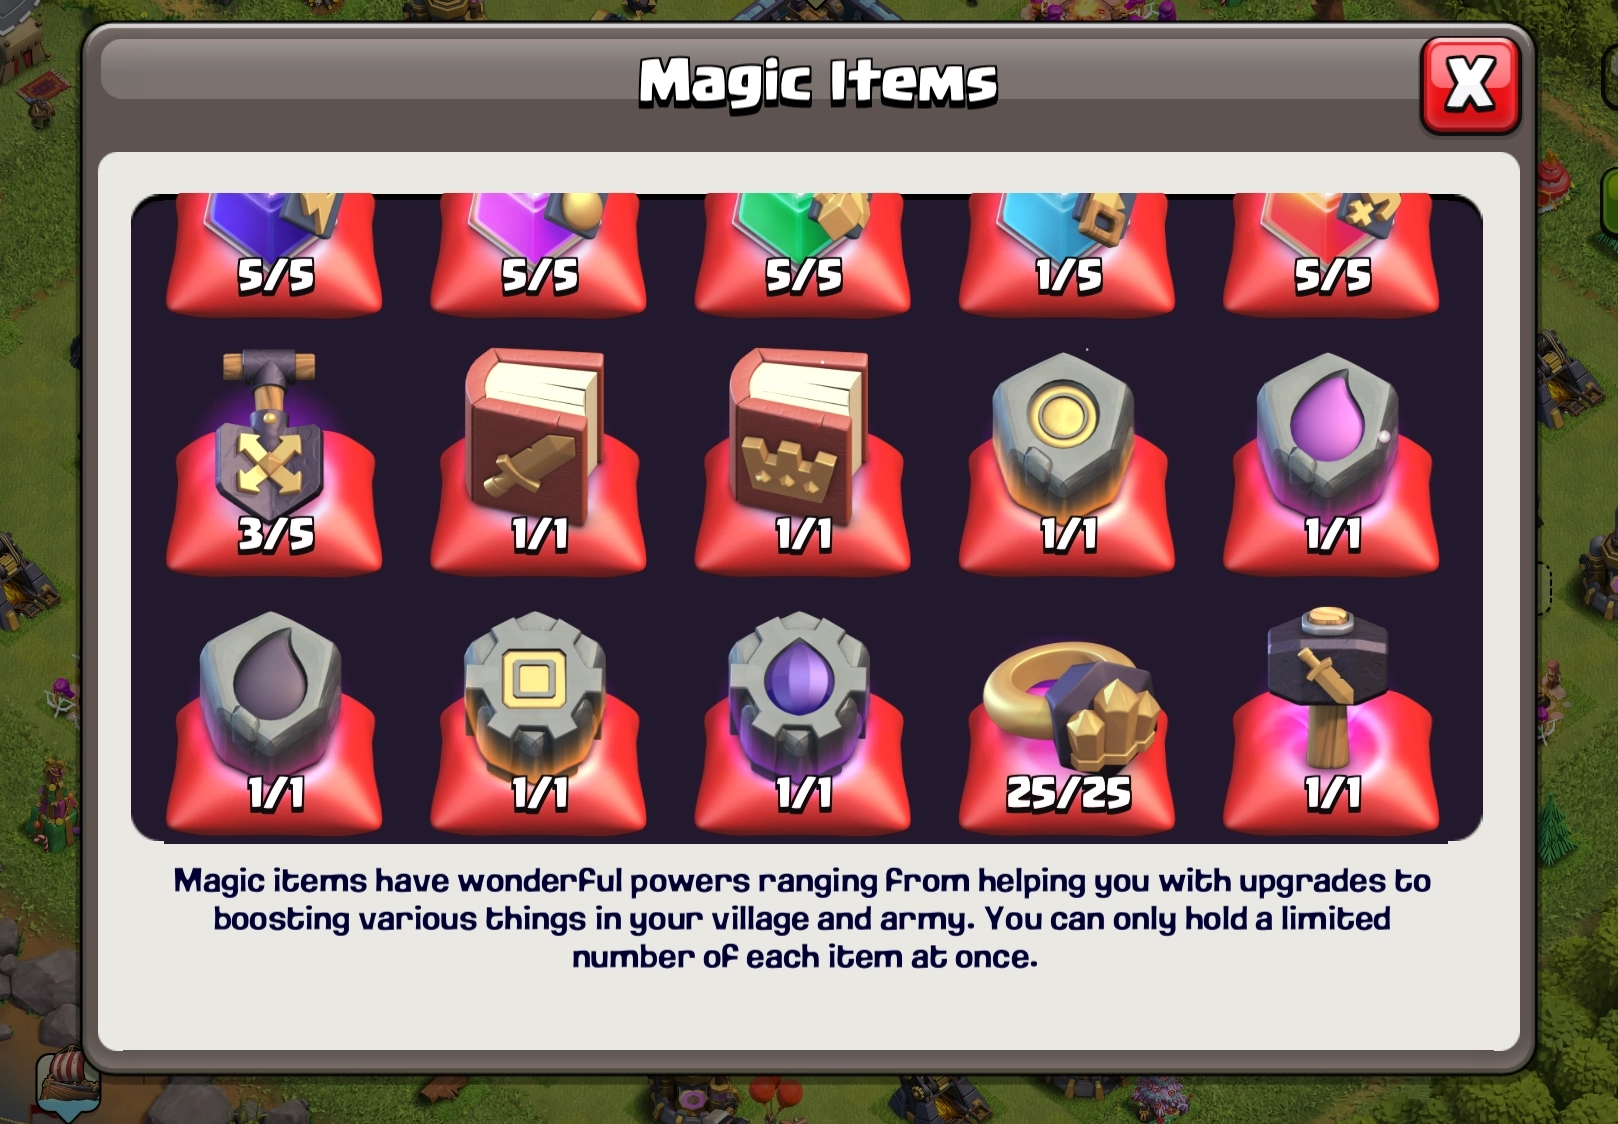 Magic Items
X
5/5 5/5 5/5 1/5 5/5
3/5 1/1 1/1 1/1 1/1
1/1 1/1 1/1 25/25 1/1
Magic items have wonderful powers ranging from helping you with upgrades to
boosting various things in your village and army. You can only hold a limited
number of each item at once.